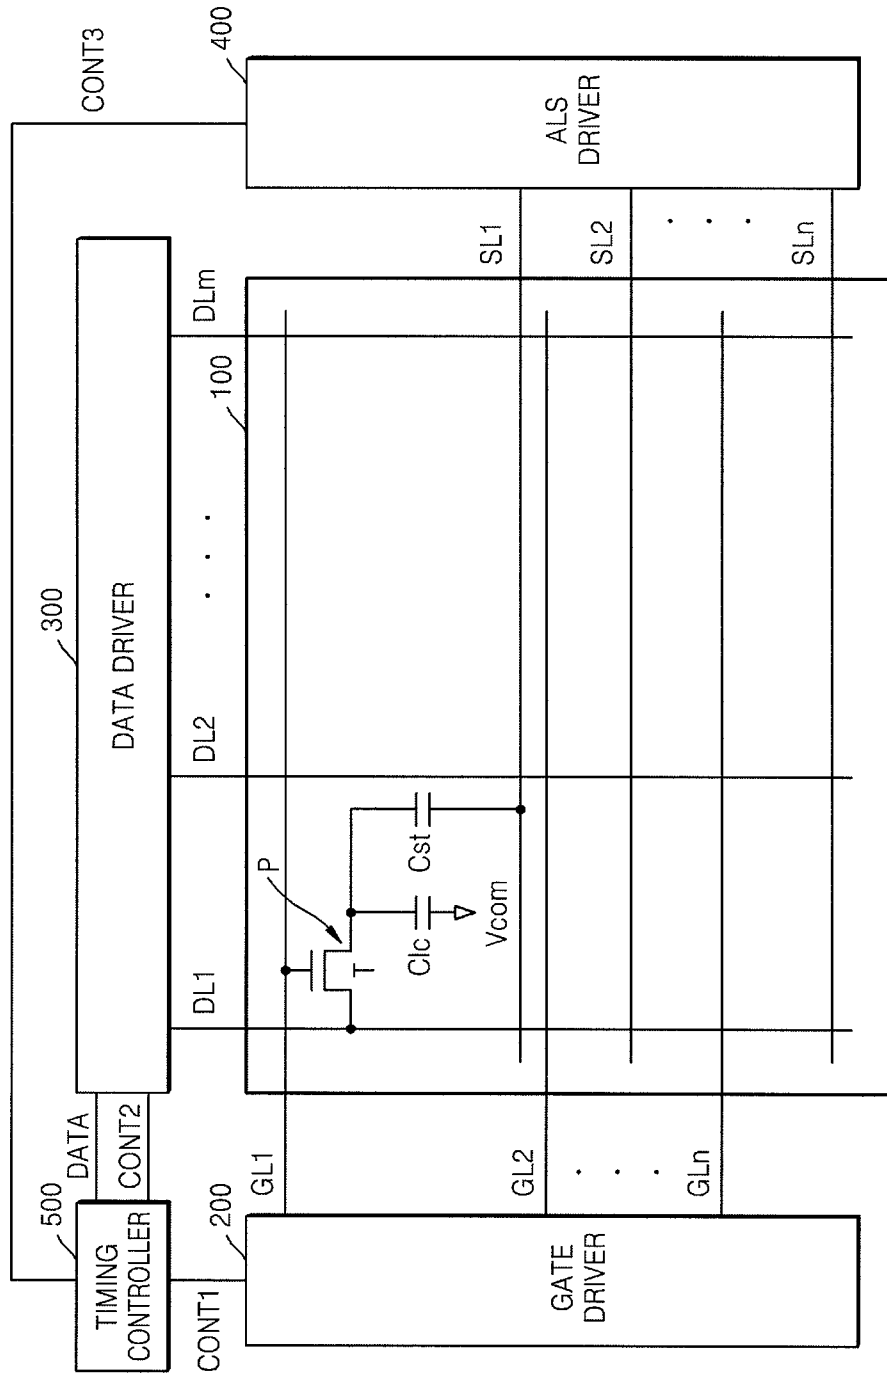 CONT3
300
DATA DRIVER
500
TIMING
CONTROLLER
DATA
CONT2
CONT1
DL1
DL2
. . .
DLm
100
200
GATE
DRIVER
GL1
GL2
. . .
GLn
P
T
Clc
Cst
Vcom
400
ALS
DRIVER
SL1
SL2
. . .
SLn